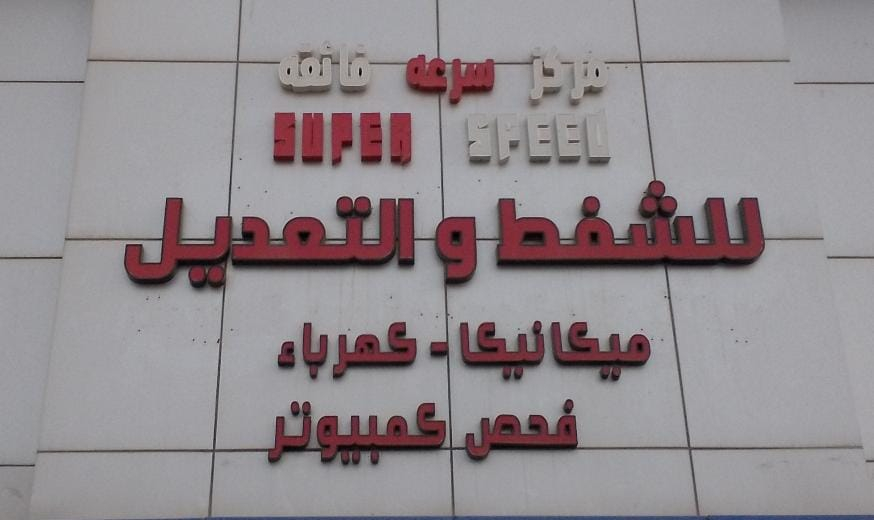 مركز سرعه فائقه
SUPER SPEED
للشفط و التعديل
ميكانيكا - كهرباء
فحص كمبيوتر